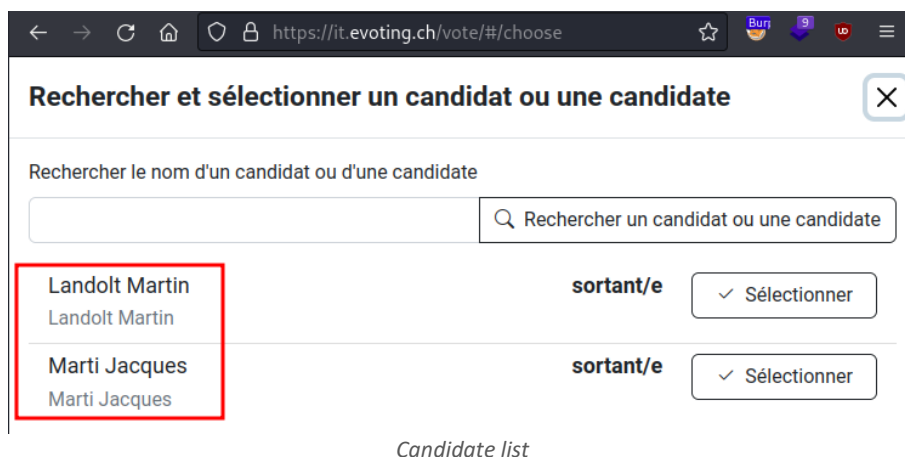 https://it.evoting.ch/vote/#/choose
Burp
9
Rechercher et sélectionner un candidat ou une candidate
Rechercher le nom d'un candidat ou d'une candidate
Rechercher un candidat ou une candidate
Landolt Martin sortant/e Sélectionner
Landolt Martin
Marti Jacques sortant/e Sélectionner
Marti Jacques
Candidate list